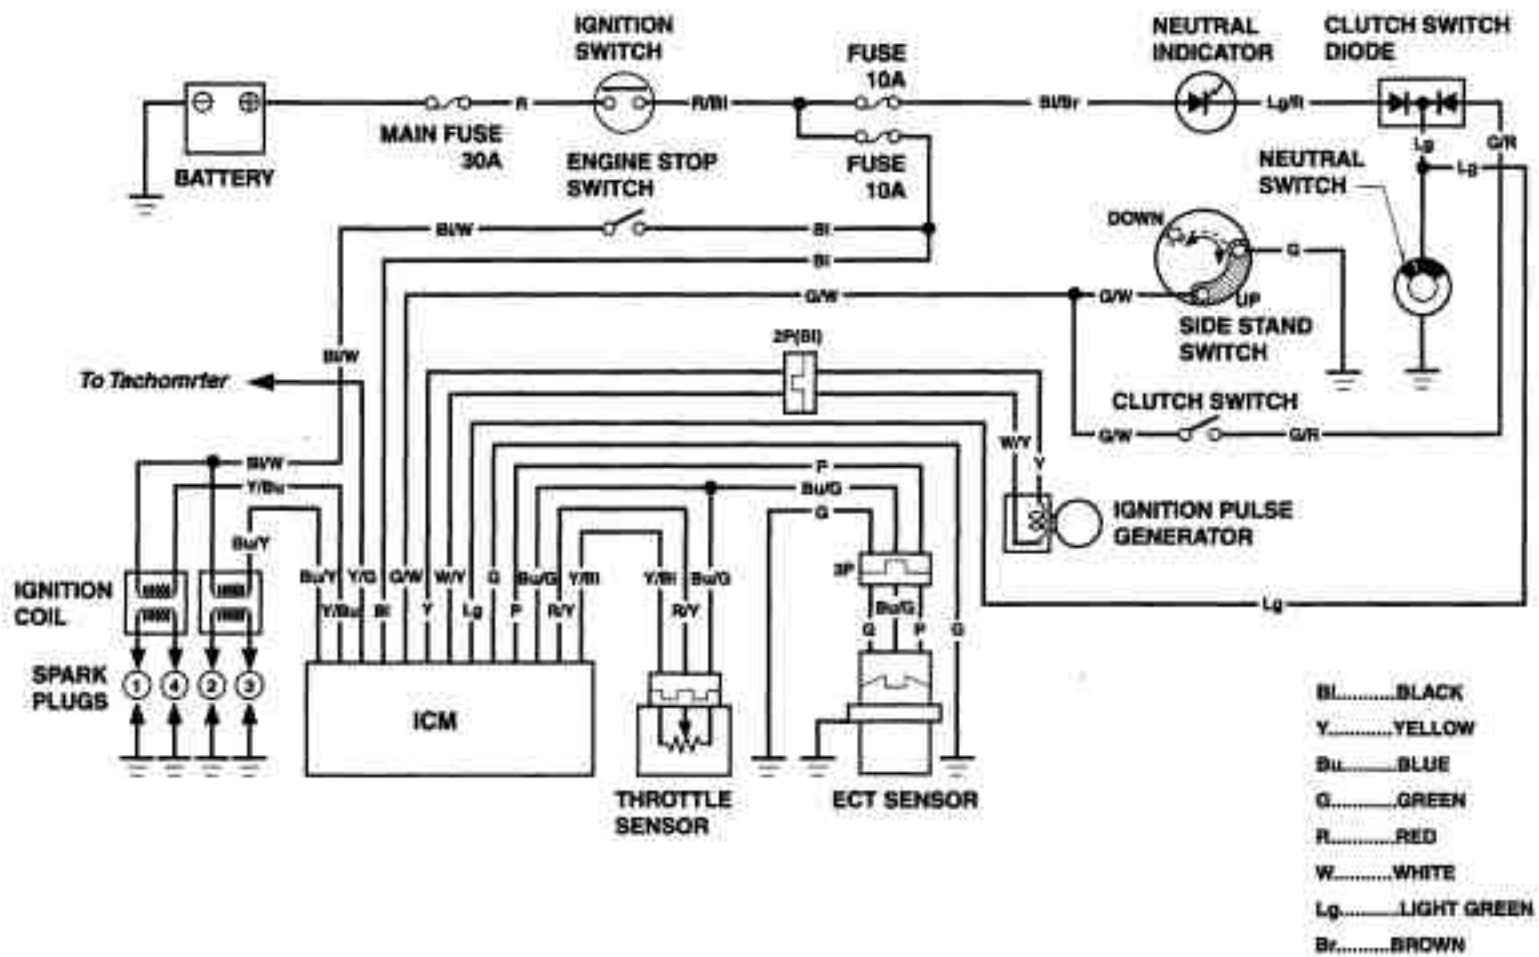 IGNITION
SWITCH
FUSE
10A
NEUTRAL
INDICATOR
CLUTCH SWITCH
DIODE
R
R/Bl
Bl/Br
Lg/R
MAIN FUSE
30A
BATTERY
ENGINE STOP
SWITCH
FUSE
10A
NEUTRAL
SWITCH
Lg
G/R
Lg
DOWN
Bl/W
Bl
G
Bl
G/W
G/W
UP
SIDE STAND
SWITCH
2P(Bl)
Bl/W
To Tachomrter
CLUTCH SWITCH
G/W
G/R
W/Y
Y
Bl/W
P
Y/Bu
Bu/G
G
IGNITION PULSE
GENERATOR
Bu/Y
3P
IGNITION
COIL
Bu/Y
Y/G
G/W
W/Y
G
Bu/G
Y/Bl
Y/Bl
Bu/G
Y/Bu
Bl
Y
Lg
P
R/Y
R/Y
Bu/G
Lg
G
P
G
SPARK
PLUGS
1
4
2
3
ICM
THROTTLE
SENSOR
ECT SENSOR
Bl...........BLACK
Y............YELLOW
Bu..........BLUE
G............GREEN
R............RED
W...........WHITE
Lg...........LIGHT GREEN
Br..........BROWN